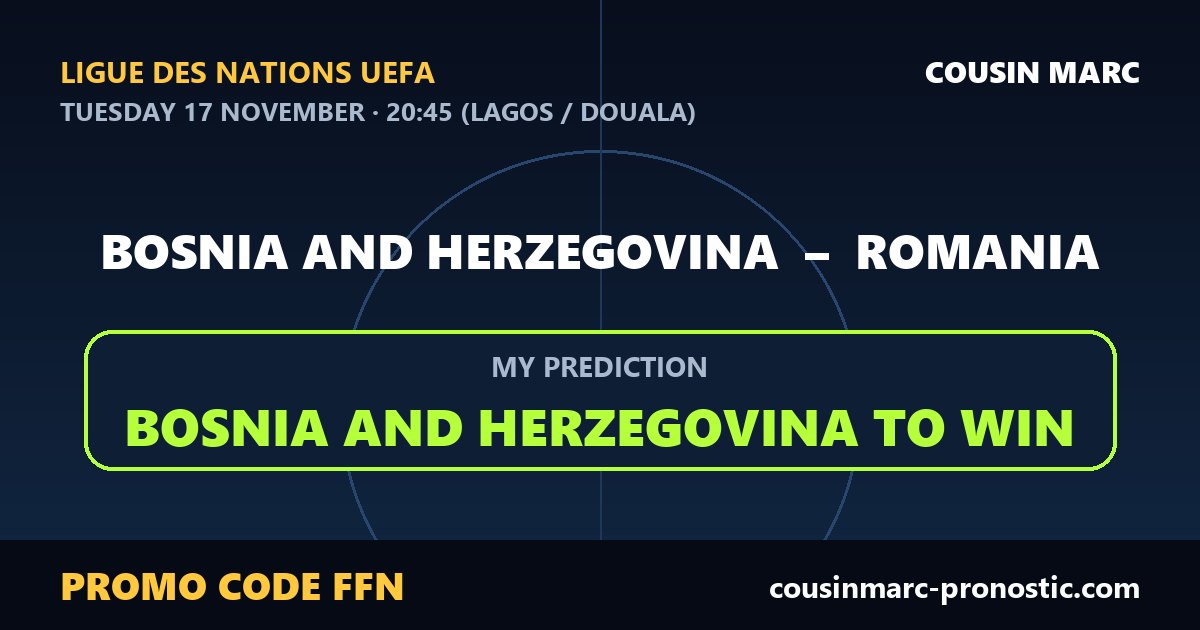 LIGUE DES NATIONS UEFA
COUSIN MARC
TUESDAY 17 NOVEMBER · 20:45 (LAGOS / DOUALA)
BOSNIA AND HERZEGOVINA – ROMANIA
MY PREDICTION
BOSNIA AND HERZEGOVINA TO WIN
PROMO CODE FFN
cousinmarc-pronostic.com